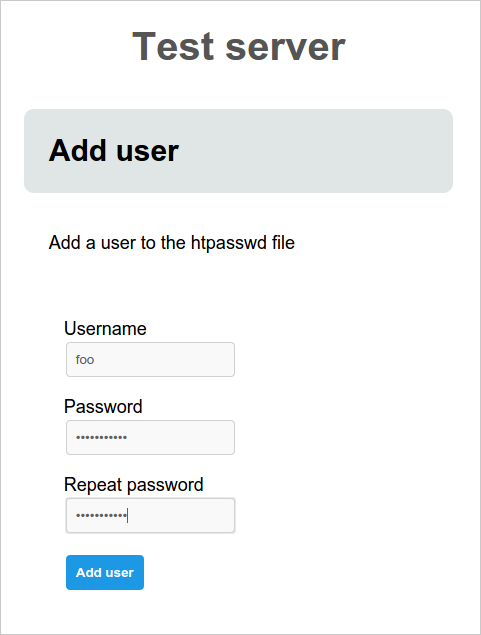 Test server
Add user
Add a user to the htpasswd file
Username
foo
Password
•••••••••••
Repeat password
•••••••••••
Add user